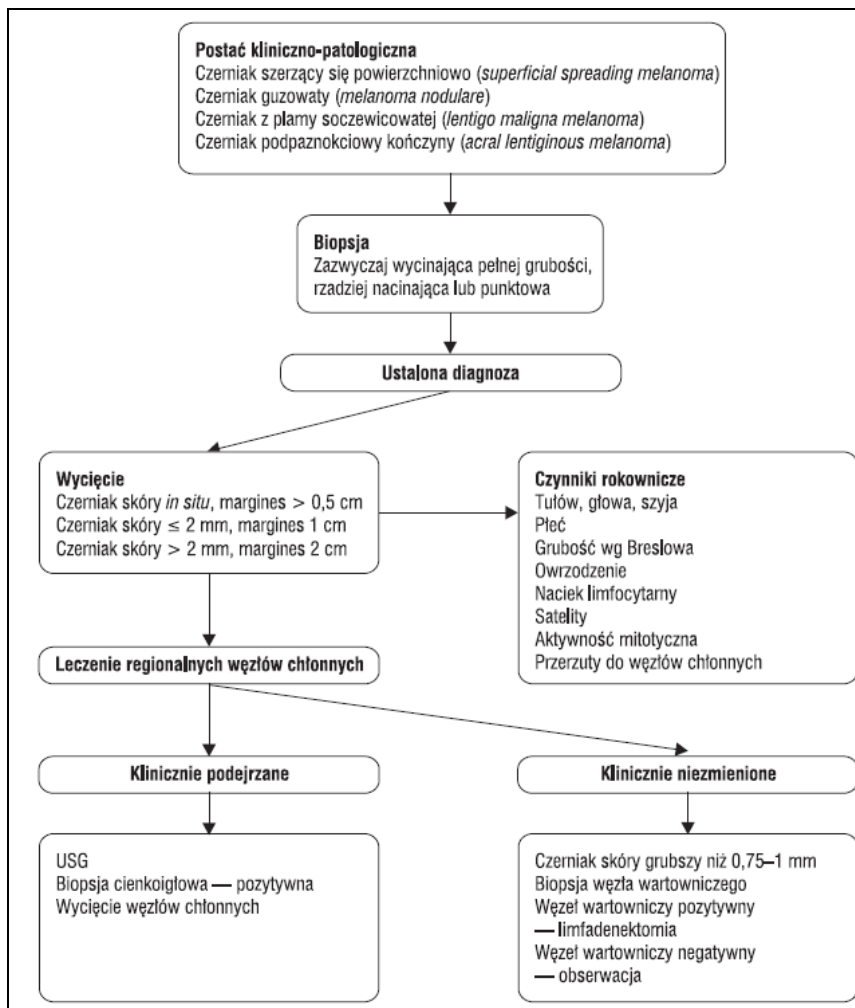 Postać kliniczno-patologiczna
Czerniak szerzący się powierzchniowo (superficial spreading melanoma)
Czerniak guzowaty (melanoma nodulare)
Czerniak z plamy soczewicowatej (lentigo maligna melanoma)
Czerniak podpaznokciowy kończyny (acral lentiginous melanoma)
Biopsja
Zazwyczaj wycinająca pełnej grubości,
rzadziej nacinająca lub punktowa
Ustalona diagnoza
Wycięcie
Czerniak skóry in situ, margines > 0,5 cm
Czerniak skóry ≤ 2 mm, margines 1 cm
Czerniak skóry > 2 mm, margines 2 cm
Czynniki rokownicze
Tułów, głowa, szyja
Płeć
Grubość wg Breslowa
Owrzodzenie
Naciek limfocytarny
Satelity
Aktywność mitotyczna
Przerzuty do węzłów chłonnych
Leczenie regionalnych węzłów chłonnych
Klinicznie podejrzane
Klinicznie niezmienione
USG
Biopsja cienkoigłowa — pozytywna
Wycięcie węzłów chłonnych
Czerniak skóry grubszy niż 0,75–1 mm
Biopsja węzła wartowniczego
Węzeł wartowniczy pozytywny
— limfadenektomia
Węzeł wartowniczy negatywny
— obserwacja